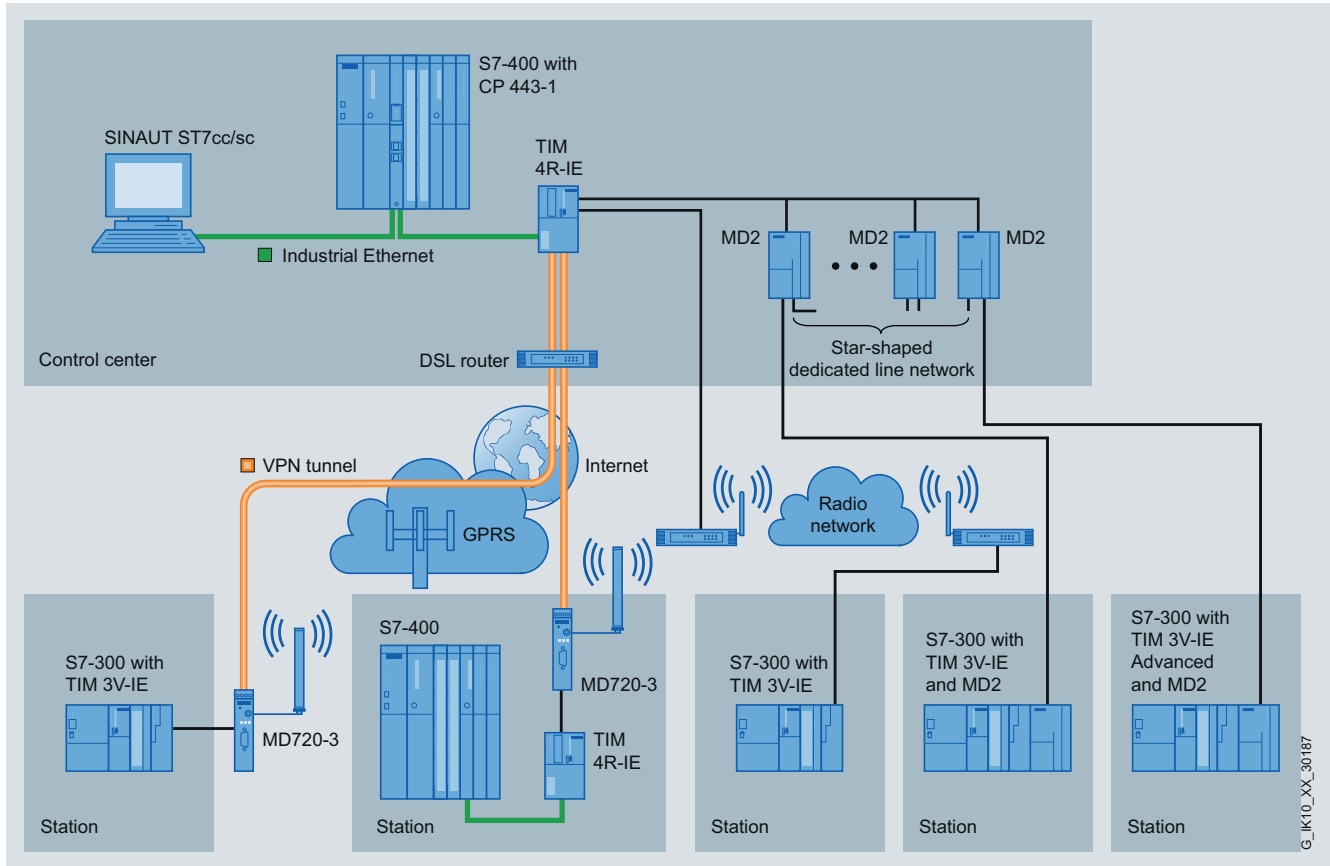 S7-400 with
CP 443-1
SINAUT ST7cc/sc
TIM
4R-IE
MD2
MD2
MD2
Industrial Ethernet
Star-shaped
dedicated line network
Control center
DSL router
VPN tunnel
Internet
GPRS
Radio
network
S7-300 with
TIM 3V-IE
MD720-3
Station
S7-400
MD720-3
TIM
4R-IE
Station
S7-300 with
TIM 3V-IE
Station
S7-300 with
TIM 3V-IE
and MD2
Station
S7-300 with
TIM 3V-IE
Advanced
and MD2
Station
G_IK10_XX_30187